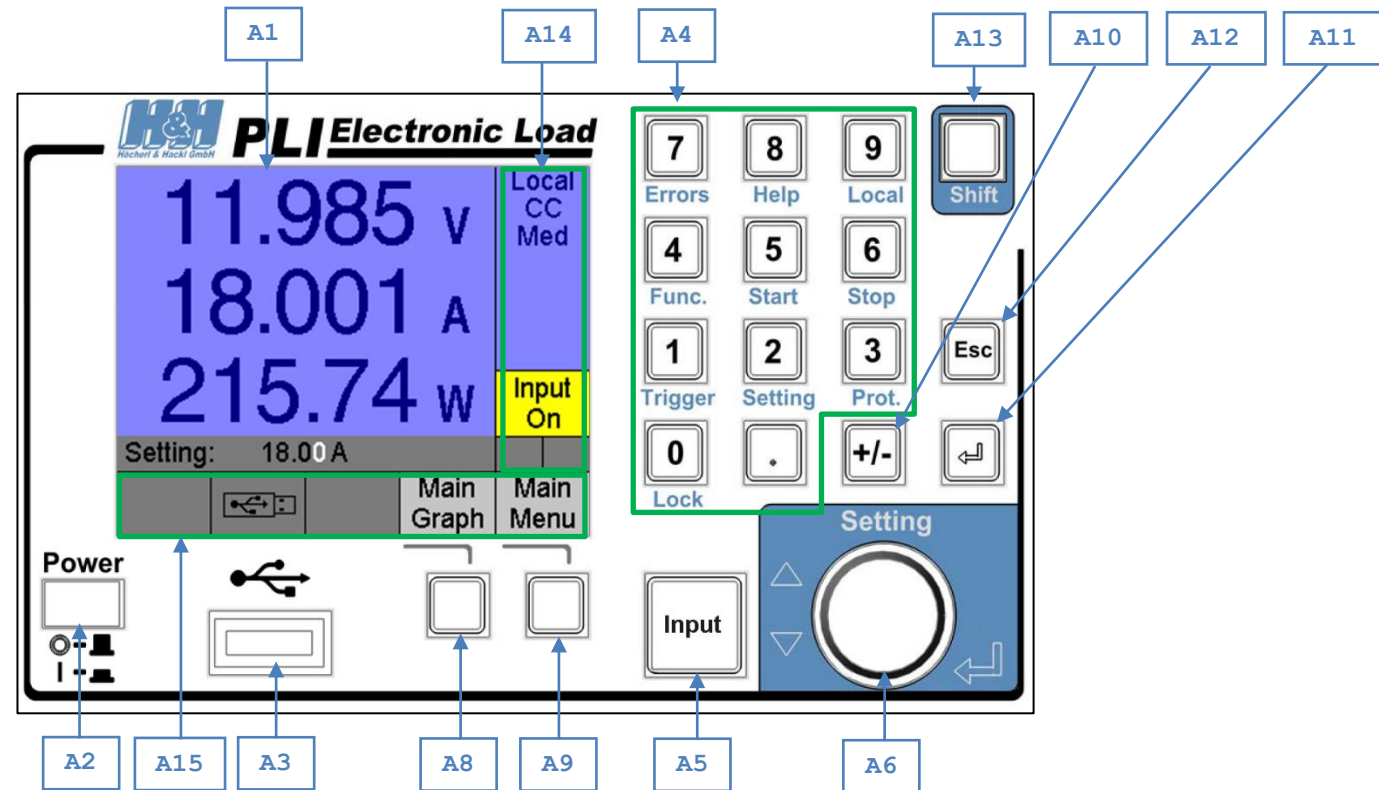 A1 A14 A4 A13 A10 A12 A11
H&H
Höcherl & Hackl GmbH
PLI Electronic Load
11.985 V
18.001 A
215.74 W
Local
CC
Med
Input
On
Setting: 18.00 A
Main
Graph
Main
Menu
7 8 9
Errors Help Local
Shift
4 5 6
Func. Start Stop
1 2 3 Esc
Trigger Setting Prot.
0 . +/-
Lock
Setting
Power
Input
A2 A15 A3 A8 A9 A5 A6